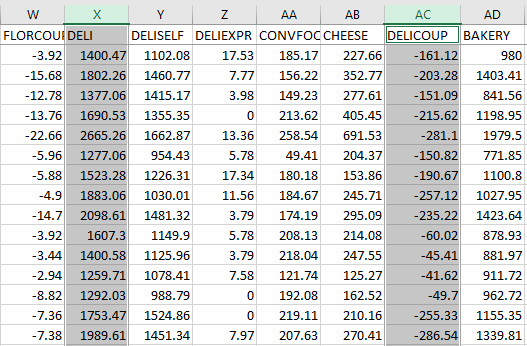 W X Y Z AA AB AC AD
FLORCOUI DELI DELISELF DELIEXPR CONVFOC CHEESE DELICOUP BAKERY
-3.92 1400.47 1102.08 17.53 185.17 227.66 -161.12 980
-15.68 1802.26 1460.77 7.77 156.22 352.77 -203.28 1403.41
-12.78 1377.06 1415.17 3.98 149.23 277.61 -151.09 841.56
-13.76 1690.53 1355.35 0 213.62 405.45 -215.62 1198.95
-22.66 2665.26 1662.87 13.36 258.54 691.53 -281.1 1979.5
-5.96 1277.06 954.43 5.78 49.41 204.37 -150.82 771.85
-5.88 1523.28 1226.31 17.34 180.18 153.86 -190.67 1100.8
-4.9 1883.06 1030.01 11.56 184.67 245.71 -257.12 1027.95
-14.7 2098.61 1481.32 3.79 174.19 295.09 -235.22 1423.64
-3.92 1607.3 1149.9 5.78 208.13 214.08 -60.02 878.93
-3.44 1400.58 1125.96 3.79 218.04 247.55 -45.41 881.97
-2.94 1259.71 1078.41 7.58 121.74 125.27 -41.62 911.72
-8.82 1292.03 988.79 0 192.08 162.52 -49.7 962.72
-7.36 1753.47 1524.86 0 219.11 210.16 -255.33 1155.35
-7.38 1989.61 1451.34 7.97 207.63 270.41 -286.54 1339.81